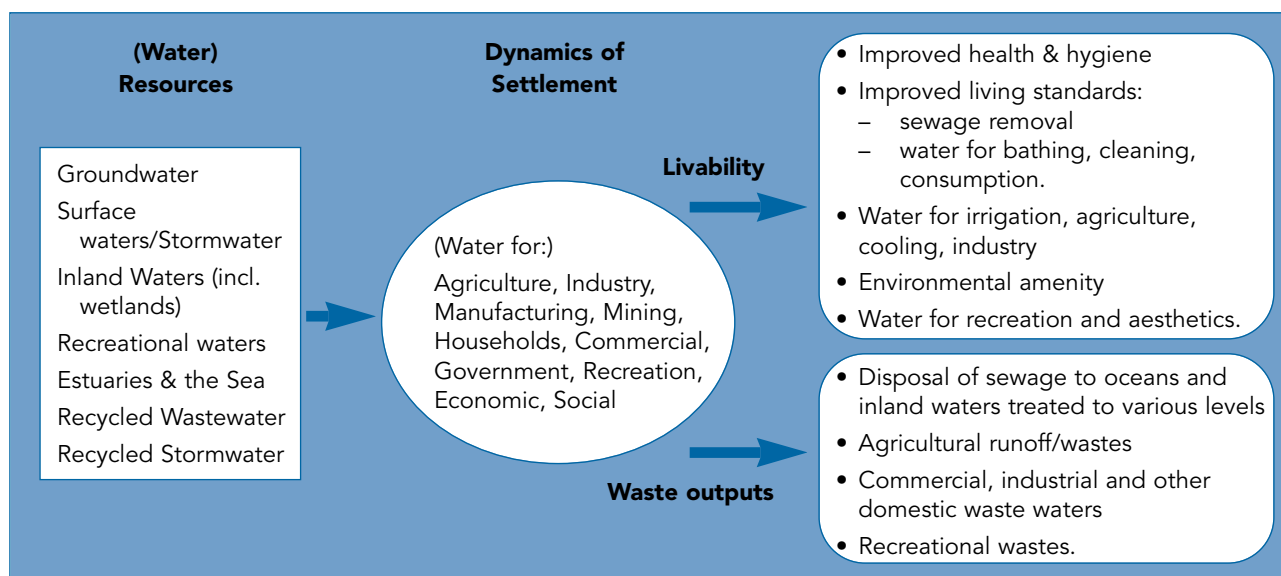 (Water)
Resources
Groundwater
Surface
waters/Stormwater
Inland Waters (incl.
wetlands)
Recreational waters
Estuaries & the Sea
Recycled Wastewater
Recycled Stormwater
Dynamics of
Settlement
(Water for:)
Agriculture, Industry,
Manufacturing, Mining,
Households, Commercial,
Government, Recreation,
Economic, Social
Livability
• Improved health & hygiene
• Improved living standards:
– sewage removal
– water for bathing, cleaning,
consumption.
• Water for irrigation, agriculture,
cooling, industry
• Environmental amenity
• Water for recreation and aesthetics.
Waste outputs
• Disposal of sewage to oceans and
inland waters treated to various levels
• Agricultural runoff/wastes
• Commercial, industrial and other
domestic waste waters
• Recreational wastes.